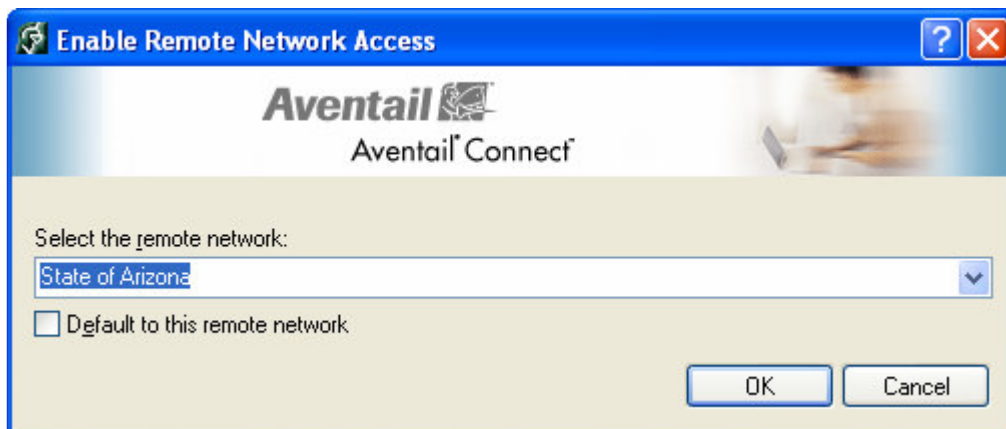 Enable Remote Network Access
Aventail
Aventail® Connect™
Select the remote network:
State of Arizona
Default to this remote network
OK Cancel